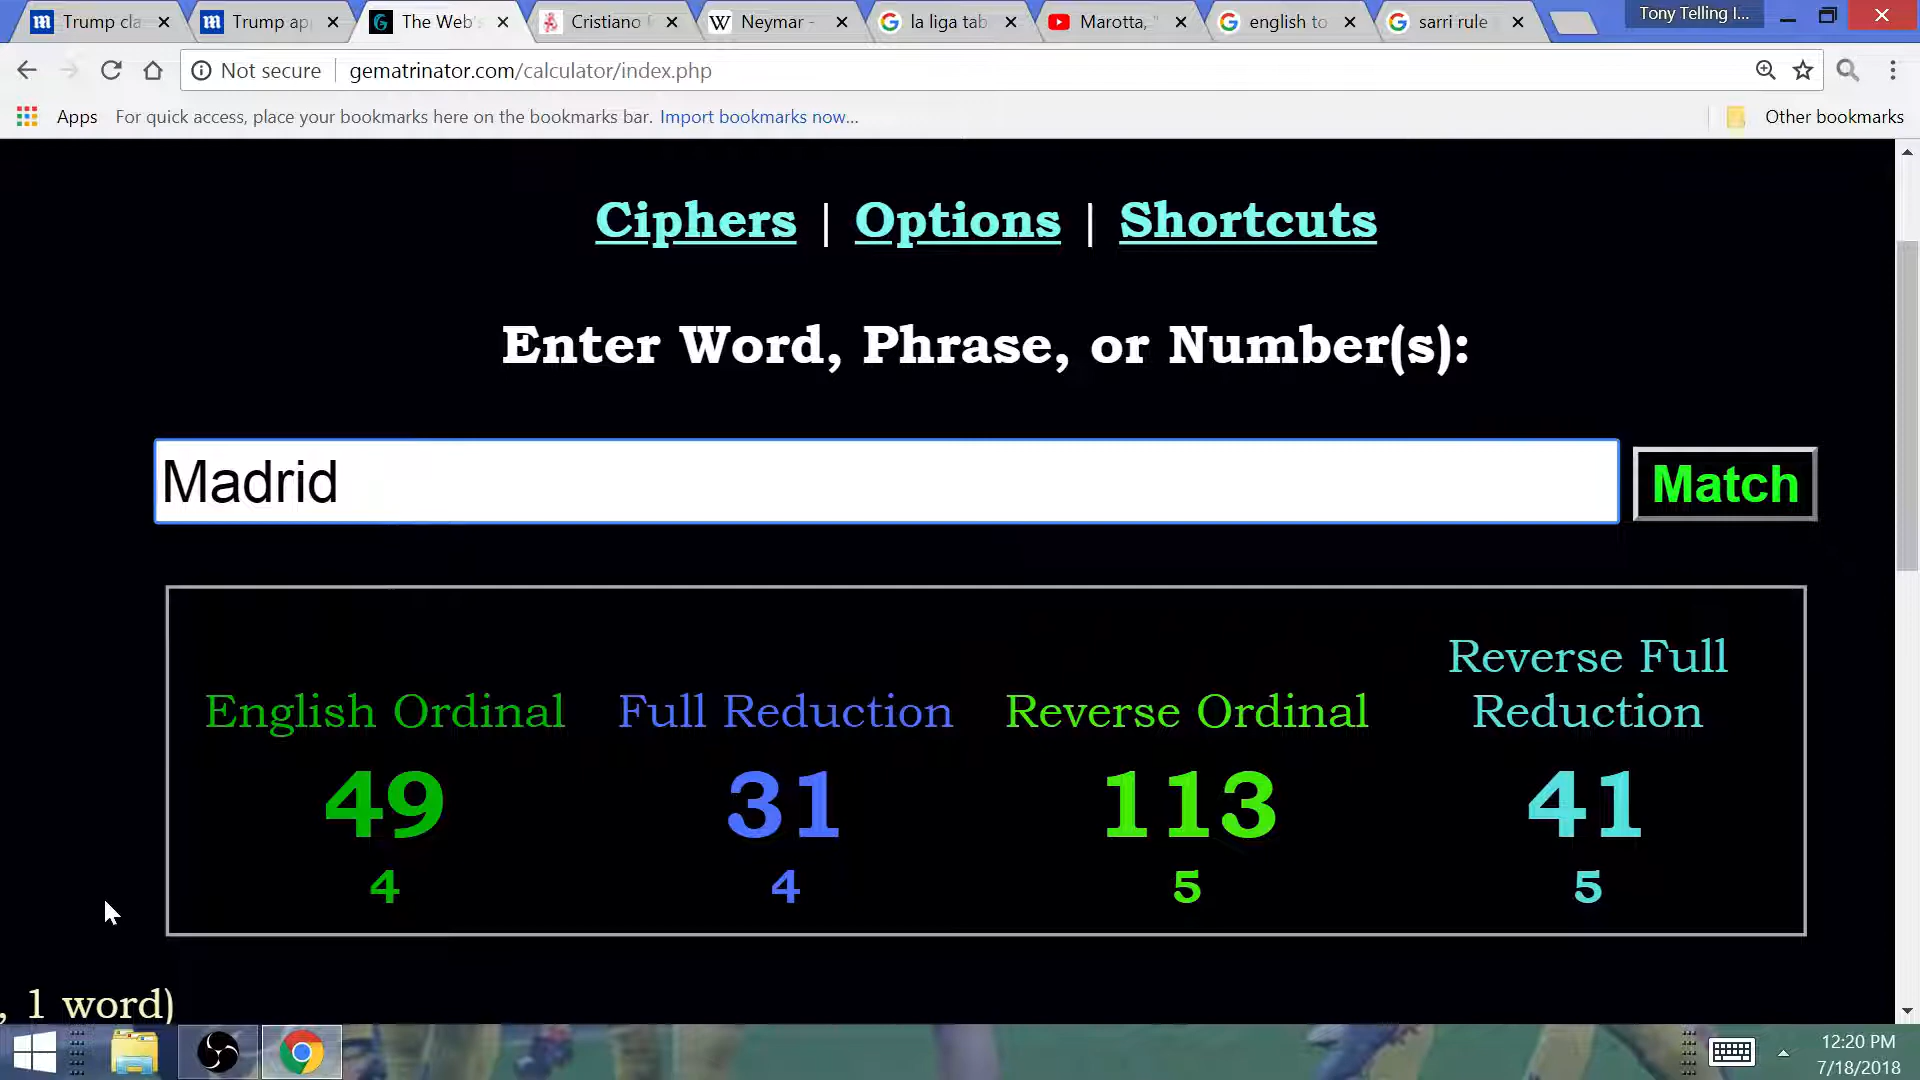 Trump cla
Trump ap
The Web's
Cristiano
Neymar -
la liga tab
Marotta, "
english to
sarri rule
Tony Telling I...
Not secure
gematrinator.com/calculator/index.php
Apps
For quick access, place your bookmarks here on the bookmarks bar. Import bookmarks now...
Other bookmarks
Ciphers | Options | Shortcuts
Enter Word, Phrase, or Number(s):
Madrid
Match
English Ordinal
49
4
Full Reduction
31
4
Reverse Ordinal
113
5
Reverse Full
Reduction
41
5
, 1 word)
12:20 PM
7/18/2018